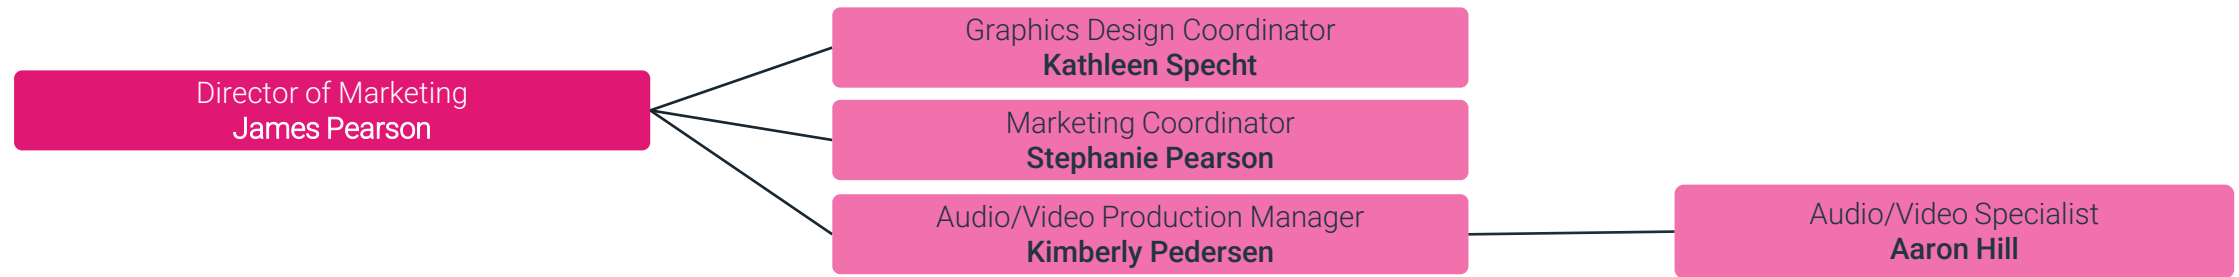 Director of Marketing
James Pearson
Graphics Design Coordinator
Kathleen Specht
Marketing Coordinator
Stephanie Pearson
Audio/Video Production Manager
Kimberly Pedersen
Audio/Video Specialist
Aaron Hill